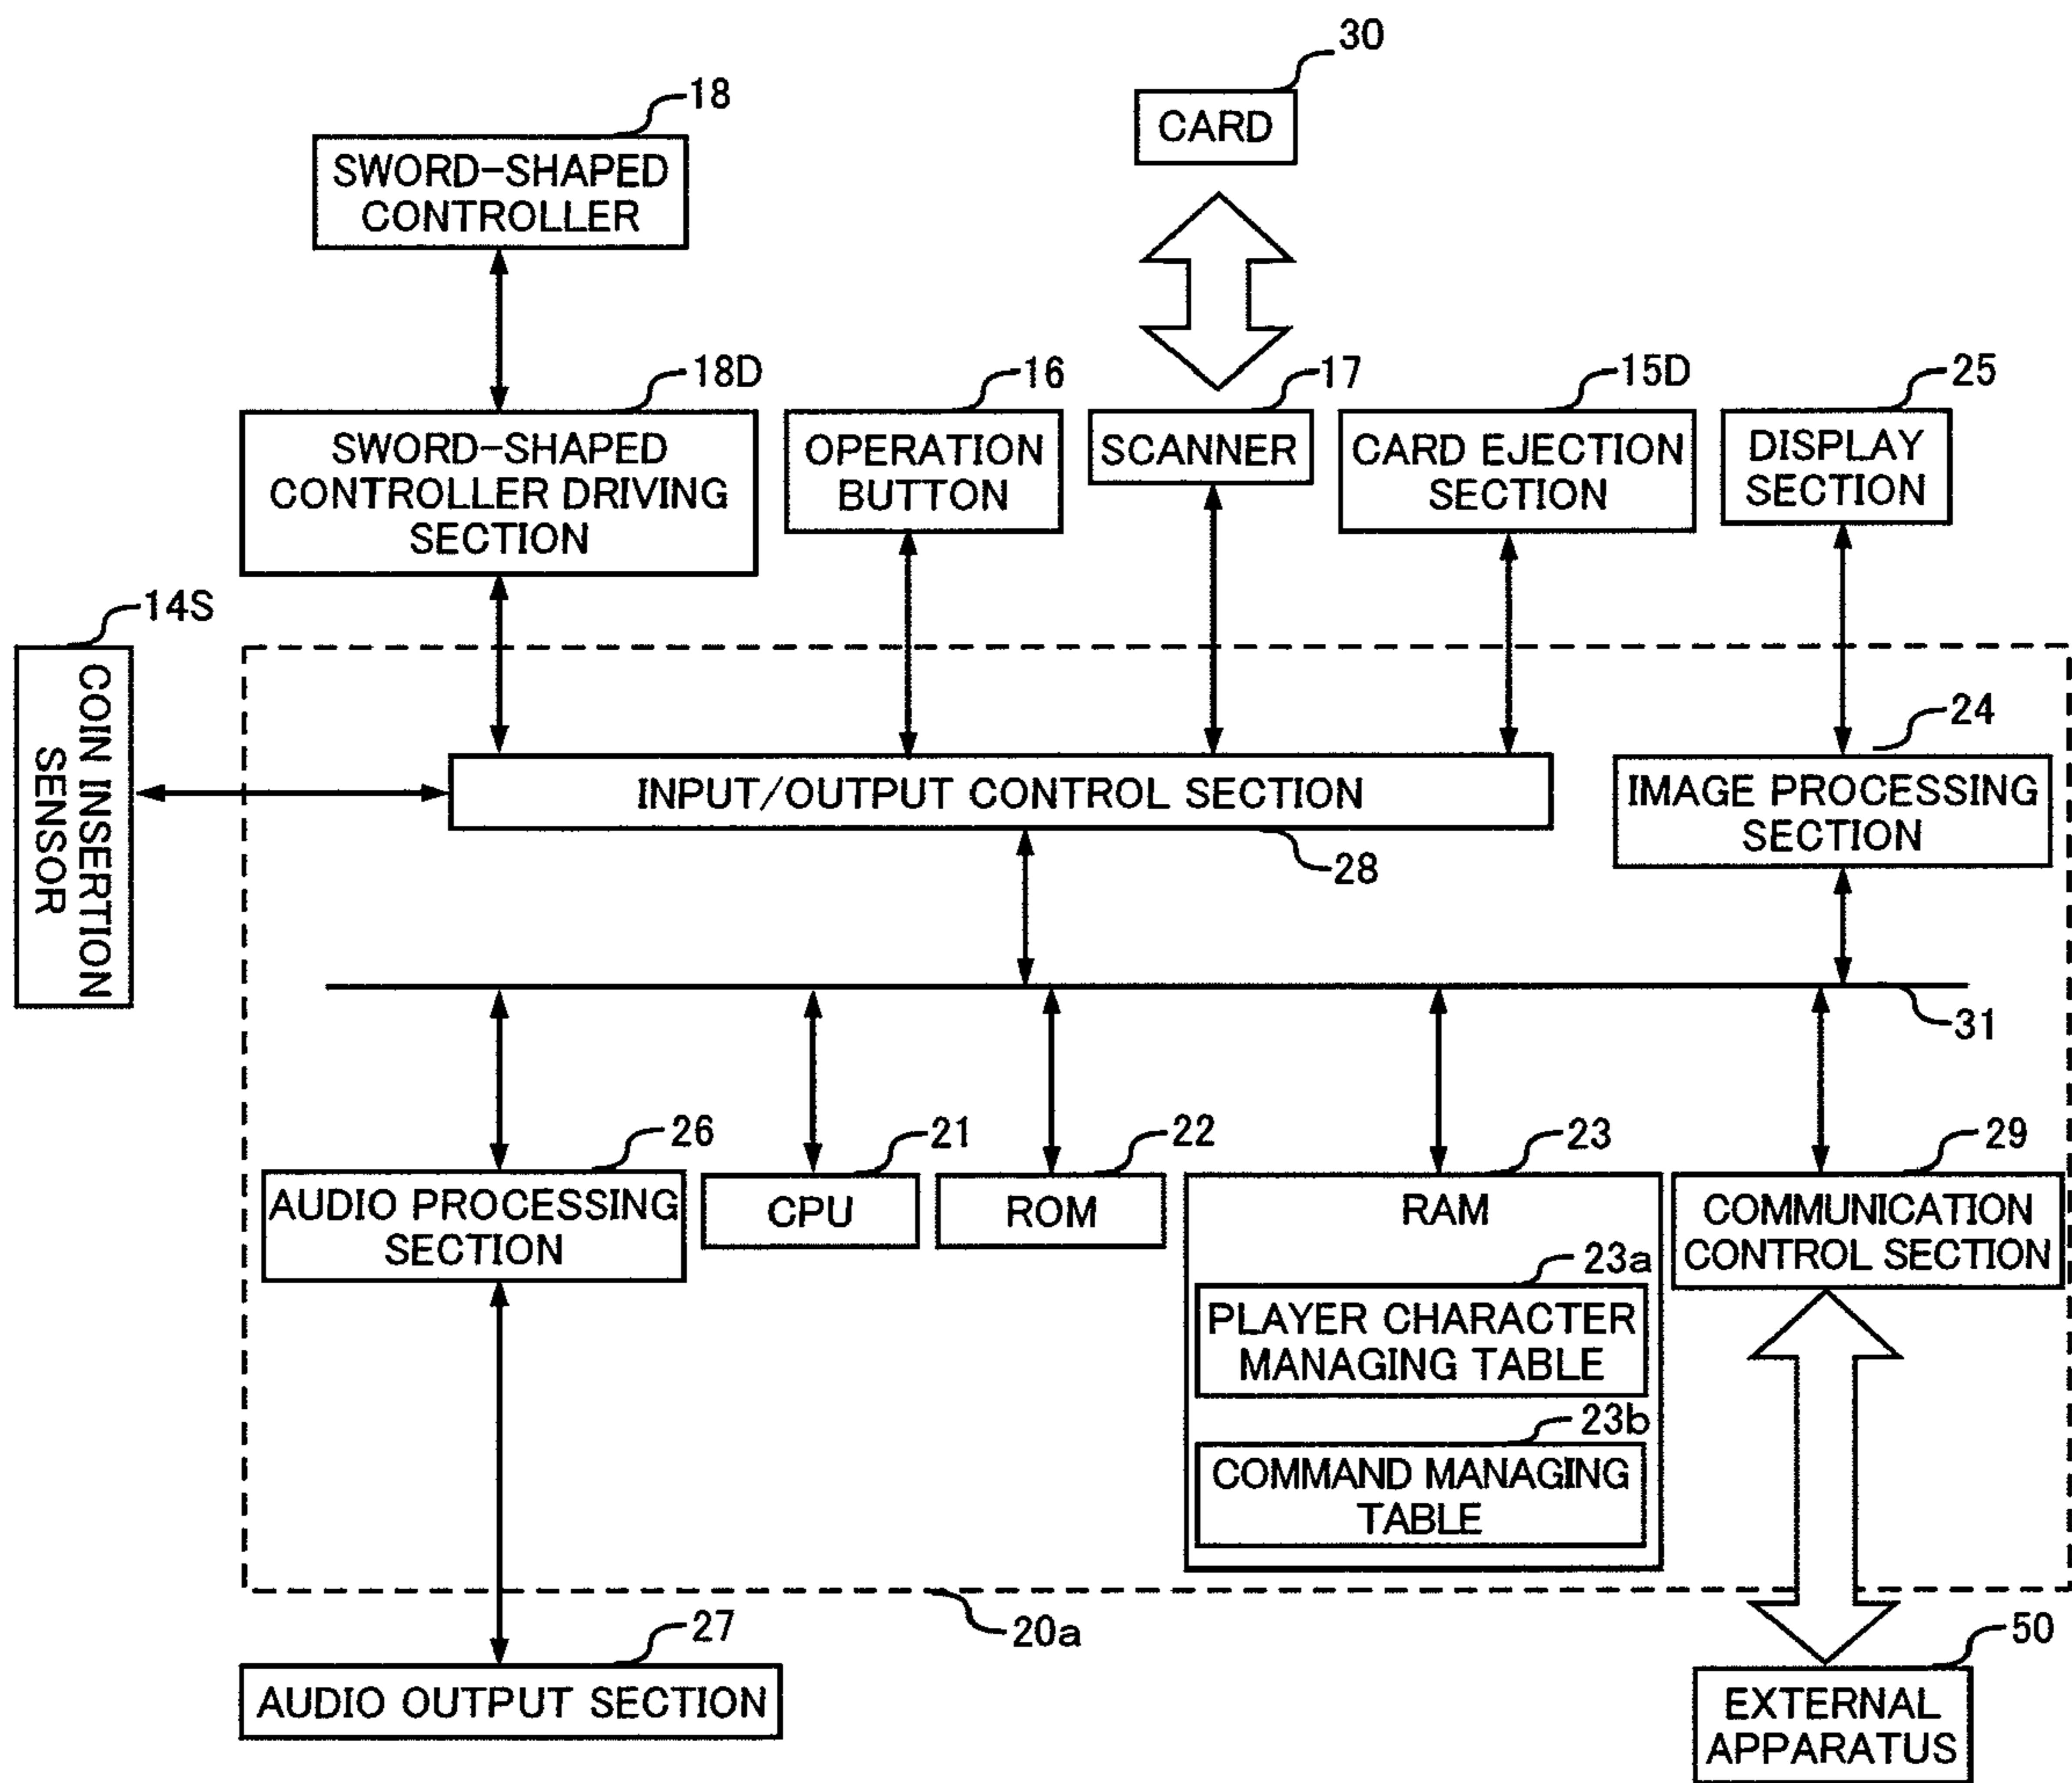 30
CARD
18
SWORD-SHAPED
CONTROLLER
18D
SWORD-SHAPED
CONTROLLER DRIVING
SECTION
16
OPERATION
BUTTON
17
SCANNER
15D
CARD EJECTION
SECTION
25
DISPLAY
SECTION
14S
COIN INSERTION
SENSOR
INPUT/OUTPUT CONTROL SECTION
28
24
IMAGE PROCESSING
SECTION
31
26
AUDIO PROCESSING
SECTION
21
CPU
22
ROM
23
RAM
23a
PLAYER CHARACTER
MANAGING TABLE
23b
COMMAND MANAGING
TABLE
29
COMMUNICATION
CONTROL SECTION
20a
27
AUDIO OUTPUT SECTION
50
EXTERNAL
APPARATUS